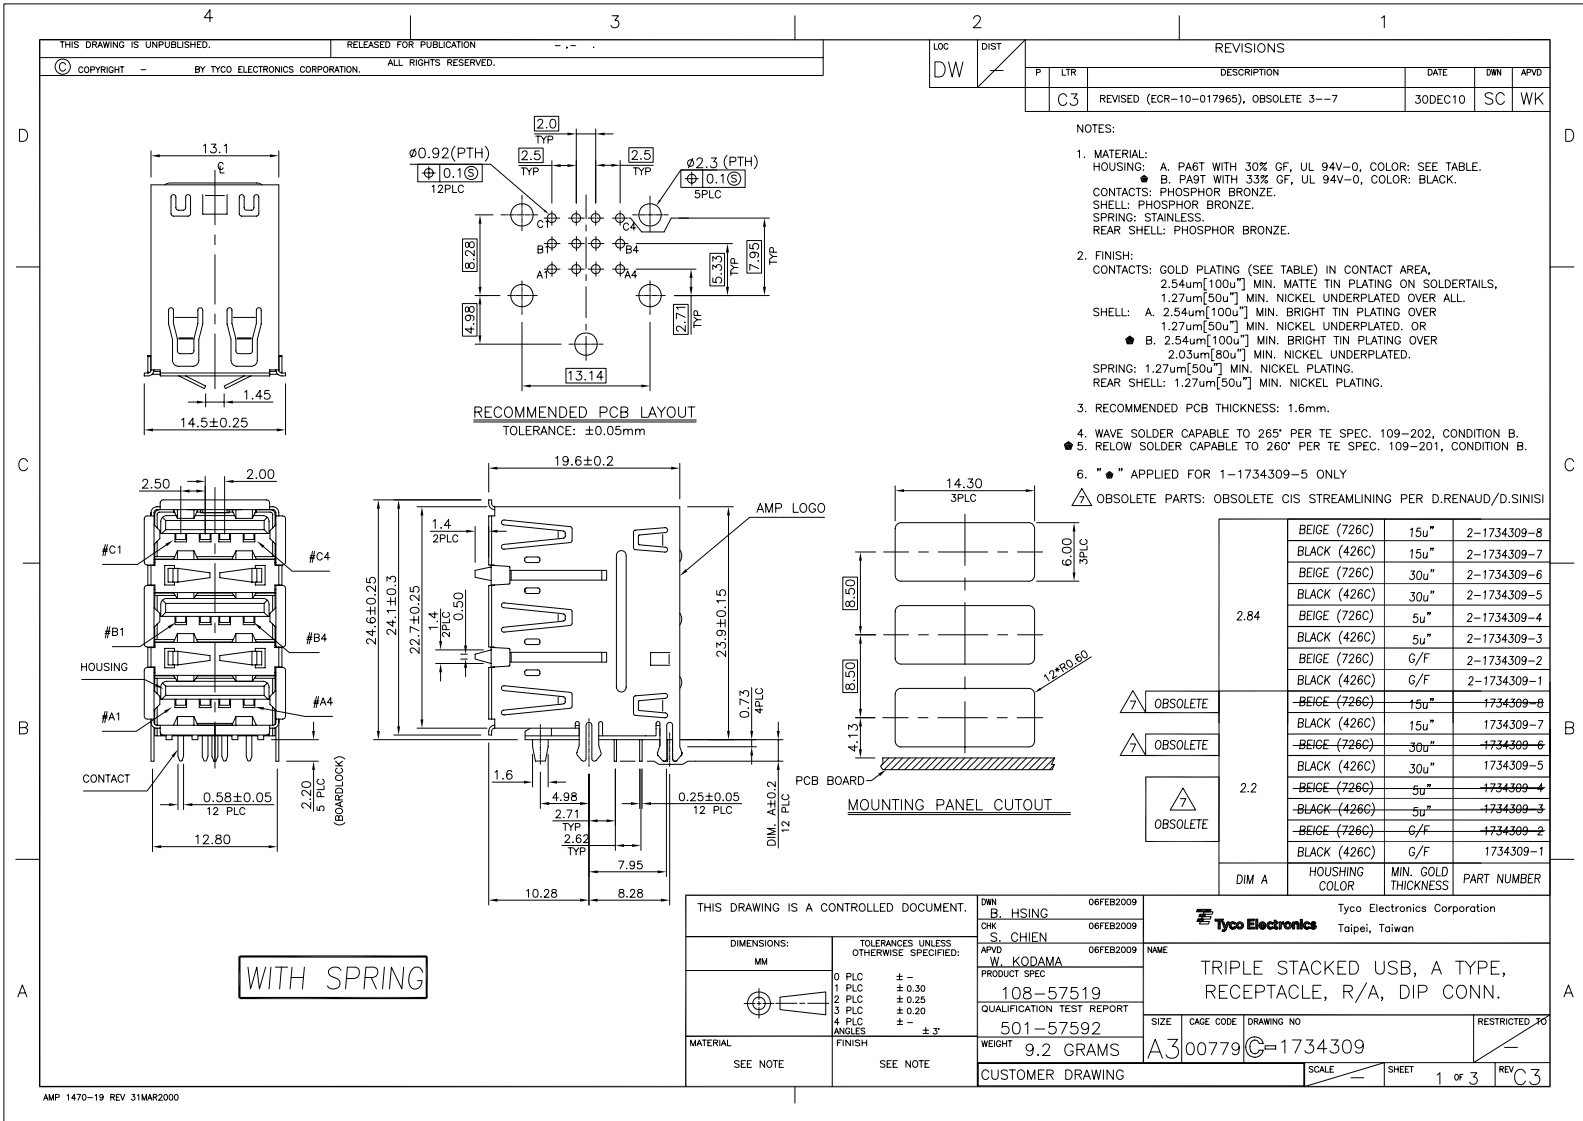 4
3
2
1
THIS DRAWING IS UNPUBLISHED.
RELEASED FOR PUBLICATION
- .- .
© COPYRIGHT -
BY TYCO ELECTRONICS CORPORATION.
ALL RIGHTS RESERVED.
LOC
DW
DIST
-
REVISIONS
P LTR DESCRIPTION DATE DWN APVD
C3 REVISED (ECR-10-017965), OBSOLETE 3--7 30DEC10 SC WK
D
D
C
C
B
B
A
A
NOTES:
1. MATERIAL:
HOUSING: A. PA6T WITH 30% GF, UL 94V-0, COLOR: SEE TABLE.
B. PA9T WITH 33% GF, UL 94V-0, COLOR: BLACK.
CONTACTS: PHOSPHOR BRONZE.
SHELL: PHOSPHOR BRONZE.
SPRING: STAINLESS.
REAR SHELL: PHOSPHOR BRONZE.
2. FINISH:
CONTACTS: GOLD PLATING (SEE TABLE) IN CONTACT AREA,
2.54um[100u"] MIN. MATTE TIN PLATING ON SOLDERTAILS,
1.27um[50u"] MIN. NICKEL UNDERPLATED OVER ALL.
SHELL: A. 2.54um[100u"] MIN. BRIGHT TIN PLATING OVER
1.27um[50u"] MIN. NICKEL UNDERPLATED. OR
B. 2.54um[100u"] MIN. BRIGHT TIN PLATING OVER
2.03um[80u"] MIN. NICKEL UNDERPLATED.
SPRING: 1.27um[50u"] MIN. NICKEL PLATING.
REAR SHELL: 1.27um[50u"] MIN. NICKEL PLATING.
3. RECOMMENDED PCB THICKNESS: 1.6mm.
4. WAVE SOLDER CAPABLE TO 265° PER TE SPEC. 109-202, CONDITION B.
5. RELOW SOLDER CAPABLE TO 260° PER TE SPEC. 109-201, CONDITION B.
6. " " APPLIED FOR 1-1734309-5 ONLY
7 OBSOLETE PARTS: OBSOLETE CIS STREAMLINING PER D.RENAUD/D.SINISI
13.1
℄
1.45
14.5±0.25
2.0
TYP
2.5
TYP
2.5
TYP
ø0.92(PTH)
⌖ 0.1Ⓢ
12PLC
ø2.3 (PTH)
⌖ 0.1Ⓢ
5PLC
C1
C4
B1
B4
A1
A4
8.28
4.98
7.95
TYP
5.33
TYP
2.71
TYP
13.14
RECOMMENDED PCB LAYOUT
TOLERANCE: ±0.05mm
2.50
2.00
#C1
#C4
#B1
#B4
HOUSING
#A1
#A4
CONTACT
0.58±0.05
12 PLC
2.20
5 PLC
(BOARDLOCK)
12.80
19.6±0.2
AMP LOGO
24.6±0.25
24.1±0.3
22.7±0.25
1.4
2PLC
1.4
2PLC
0.50
23.9±0.15
0.73
4PLC
1.6
4.98
2.71
TYP
2.62
TYP
0.25±0.05
12 PLC
DIM. A±0.2
12 PLC
7.95
10.28
8.28
14.30
3PLC
6.00
3PLC
8.50
8.50
4.13
12*R0.60
PCB BOARD
MOUNTING PANEL CUTOUT
2.84
BEIGE (726C) 15u" 2-1734309-8
BLACK (426C) 15u" 2-1734309-7
BEIGE (726C) 30u" 2-1734309-6
BLACK (426C) 30u" 2-1734309-5
BEIGE (726C) 5u" 2-1734309-4
BLACK (426C) 5u" 2-1734309-3
BEIGE (726C) G/F 2-1734309-2
BLACK (426C) G/F 2-1734309-1
2.2
7 OBSOLETE BEIGE (726C) 15u" 1734309-8
BLACK (426C) 15u" 1734309-7
7 OBSOLETE BEIGE (726C) 30u" 1734309-6
BLACK (426C) 30u" 1734309-5
7 OBSOLETE
BEIGE (726C) 5u" 1734309-4
BLACK (426C) 5u" 1734309-3
BEIGE (726C) G/F 1734309-2
BLACK (426C) G/F 1734309-1
DIM A
HOUSHING COLOR
MIN. GOLD THICKNESS
PART NUMBER
WITH SPRING
THIS DRAWING IS A CONTROLLED DOCUMENT.
DIMENSIONS:
MM
TOLERANCES UNLESS
OTHERWISE SPECIFIED:
0 PLC ± -
1 PLC ± 0.30
2 PLC ± 0.25
3 PLC ± 0.20
4 PLC ± -
ANGLES ± 3°
MATERIAL
SEE NOTE
FINISH
SEE NOTE
DWN 06FEB2009
B. HSING
CHK 06FEB2009
S. CHIEN
APVD 06FEB2009
W. KODAMA
PRODUCT SPEC
108-57519
QUALIFICATION TEST REPORT
501-57592
WEIGHT 9.2 GRAMS
CUSTOMER DRAWING
Tyco Electronics
Tyco Electronics Corporation
Taipei, Taiwan
NAME
TRIPLE STACKED USB, A TYPE,
RECEPTACLE, R/A, DIP CONN.
SIZE
A3
CAGE CODE
00779
DRAWING NO
C-1734309
RESTRICTED TO
-
SCALE -
SHEET 1 OF 3
REV C3
AMP 1470-19 REV 31MAR2000